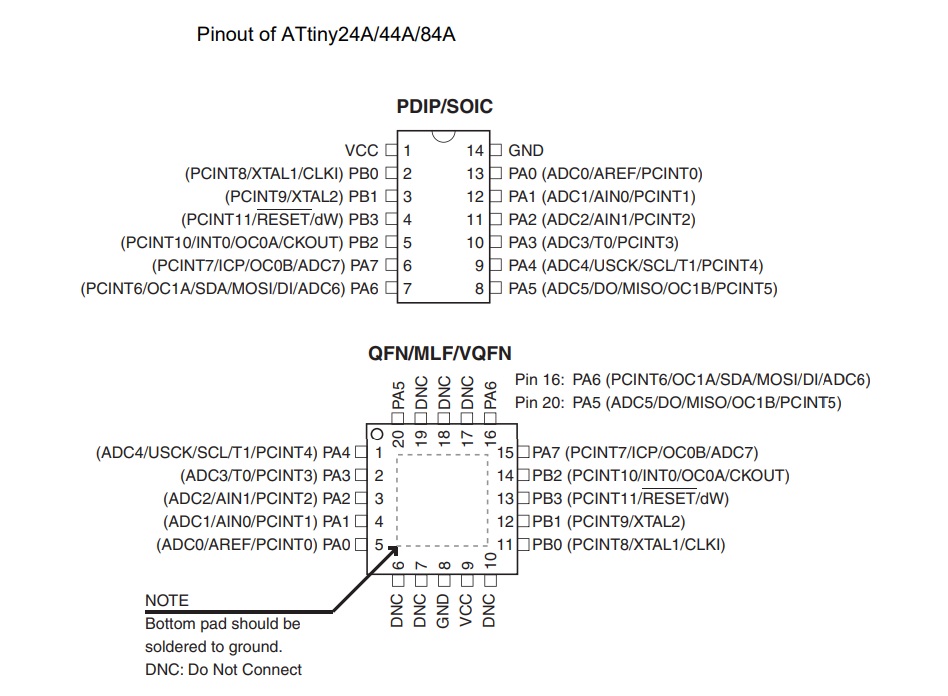 Pinout of ATtiny24A/44A/84A
PDIP/SOIC
VCC 1 14 GND
(PCINT8/XTAL1/CLKI) PB0 2 13 PA0 (ADC0/AREF/PCINT0)
(PCINT9/XTAL2) PB1 3 12 PA1 (ADC1/AIN0/PCINT1)
(PCINT11/RESET/dW) PB3 4 11 PA2 (ADC2/AIN1/PCINT2)
(PCINT10/INT0/OC0A/CKOUT) PB2 5 10 PA3 (ADC3/T0/PCINT3)
(PCINT7/ICP/OC0B/ADC7) PA7 6 9 PA4 (ADC4/USCK/SCL/T1/PCINT4)
(PCINT6/OC1A/SDA/MOSI/DI/ADC6) PA6 7 8 PA5 (ADC5/DO/MISO/OC1B/PCINT5)
QFN/MLF/VQFN
Pin 16: PA6 (PCINT6/OC1A/SDA/MOSI/DI/ADC6)
Pin 20: PA5 (ADC5/DO/MISO/OC1B/PCINT5)
PA5 DNC DNC DNC PA6
20 19 18 17 16
(ADC4/USCK/SCL/T1/PCINT4) PA4 1 15 PA7 (PCINT7/ICP/OC0B/ADC7)
(ADC3/T0/PCINT3) PA3 2 14 PB2 (PCINT10/INT0/OC0A/CKOUT)
(ADC2/AIN1/PCINT2) PA2 3 13 PB3 (PCINT11/RESET/dW)
(ADC1/AIN0/PCINT1) PA1 4 12 PB1 (PCINT9/XTAL2)
(ADC0/AREF/PCINT0) PA0 5 11 PB0 (PCINT8/XTAL1/CLKI)
6 7 8 9 10
DNC DNC GND VCC DNC
NOTE
Bottom pad should be
soldered to ground.
DNC: Do Not Connect